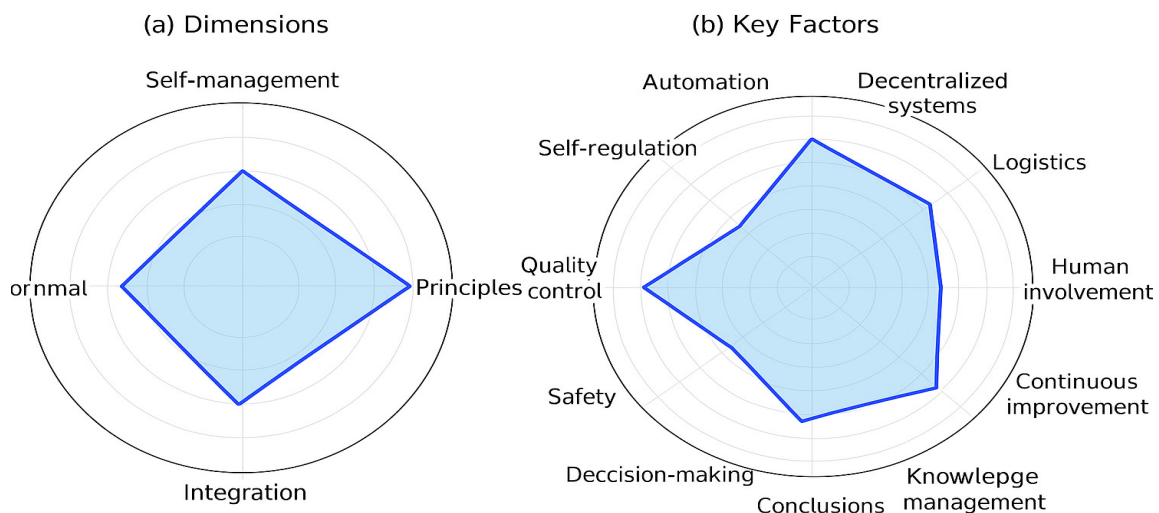 (a) Dimensions
Self-management
ornmal
Principles
Integration
(b) Key Factors
Automation
Decentralized
systems
Self-regulation
Logistics
Quality
control
Human
involvement
Safety
Continuous
improvement
Deccision-making
Conclusions
Knowlepge
management